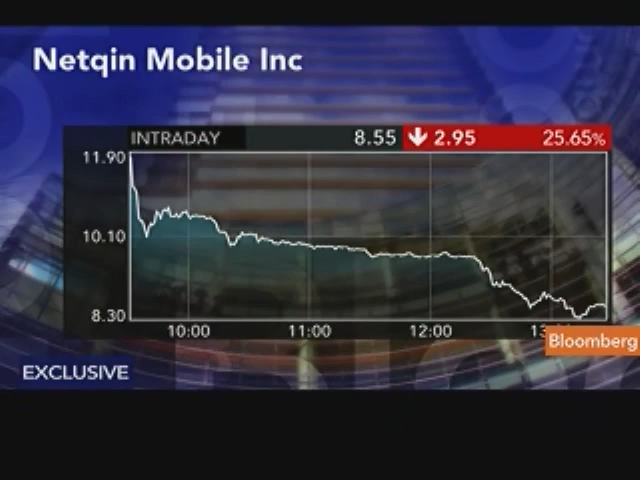 Netqin Mobile Inc
INTRADAY 8.55 2.95 25.65%
11.90
10.10
8.30
10:00 11:00 12:00
Bloomberg
EXCLUSIVE